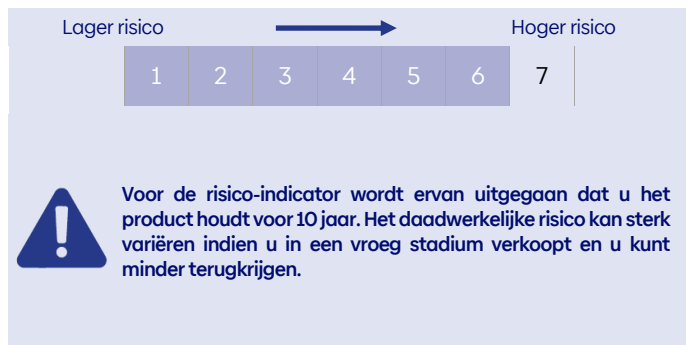 Lager risico Hoger risico
1 2 3 4 5 6 7
Voor de risico-indicator wordt ervan uitgegaan dat u het
product houdt voor 10 jaar. Het daadwerkelijke risico kan sterk
variëren indien u in een vroeg stadium verkoopt en u kunt
minder terugkrijgen.